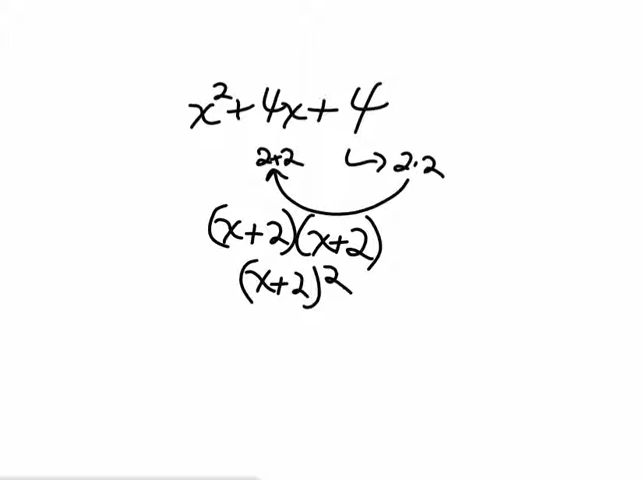 x²+4x+4
2+2 ↳ 2·2
(x+2)(x+2)
(x+2)²